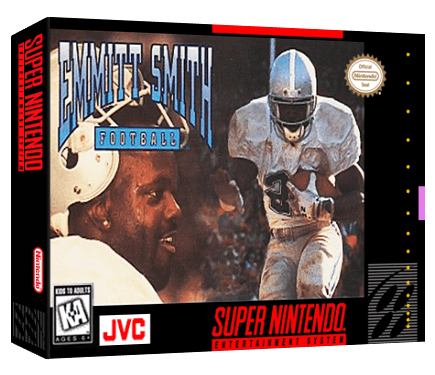 SUPER NINTENDO
Nintendo
EMMITT SMITH
FOOTBALL
Official
Nintendo
Seal
KIDS TO ADULTS
K-A
AGES 6+
JVC
SUPER NINTENDO
ENTERTAINMENT SYSTEM